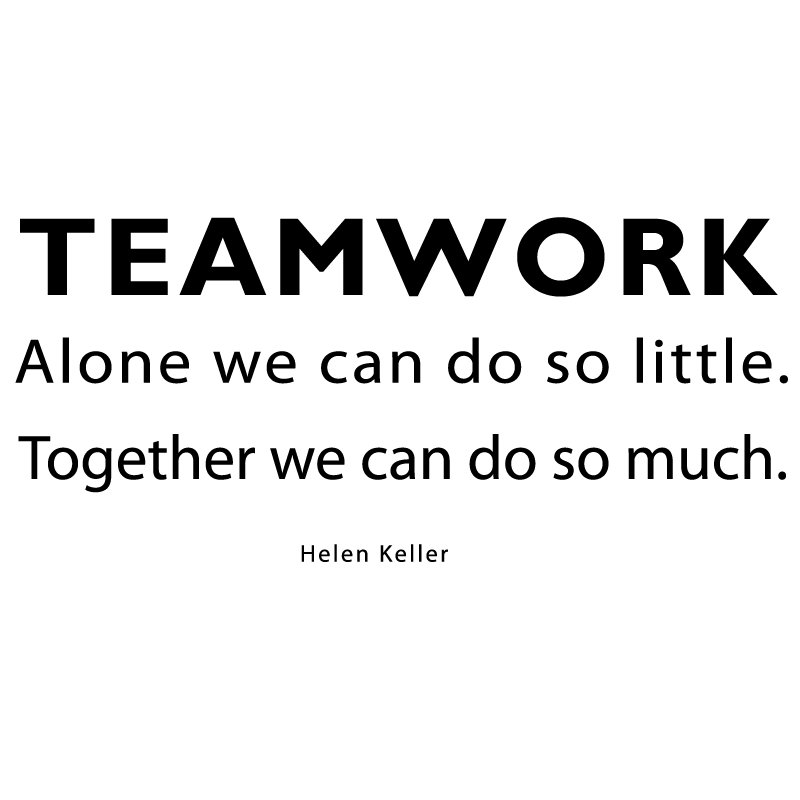 TEAMWORK
Alone we can do so little.
Together we can do so much.
Helen Keller